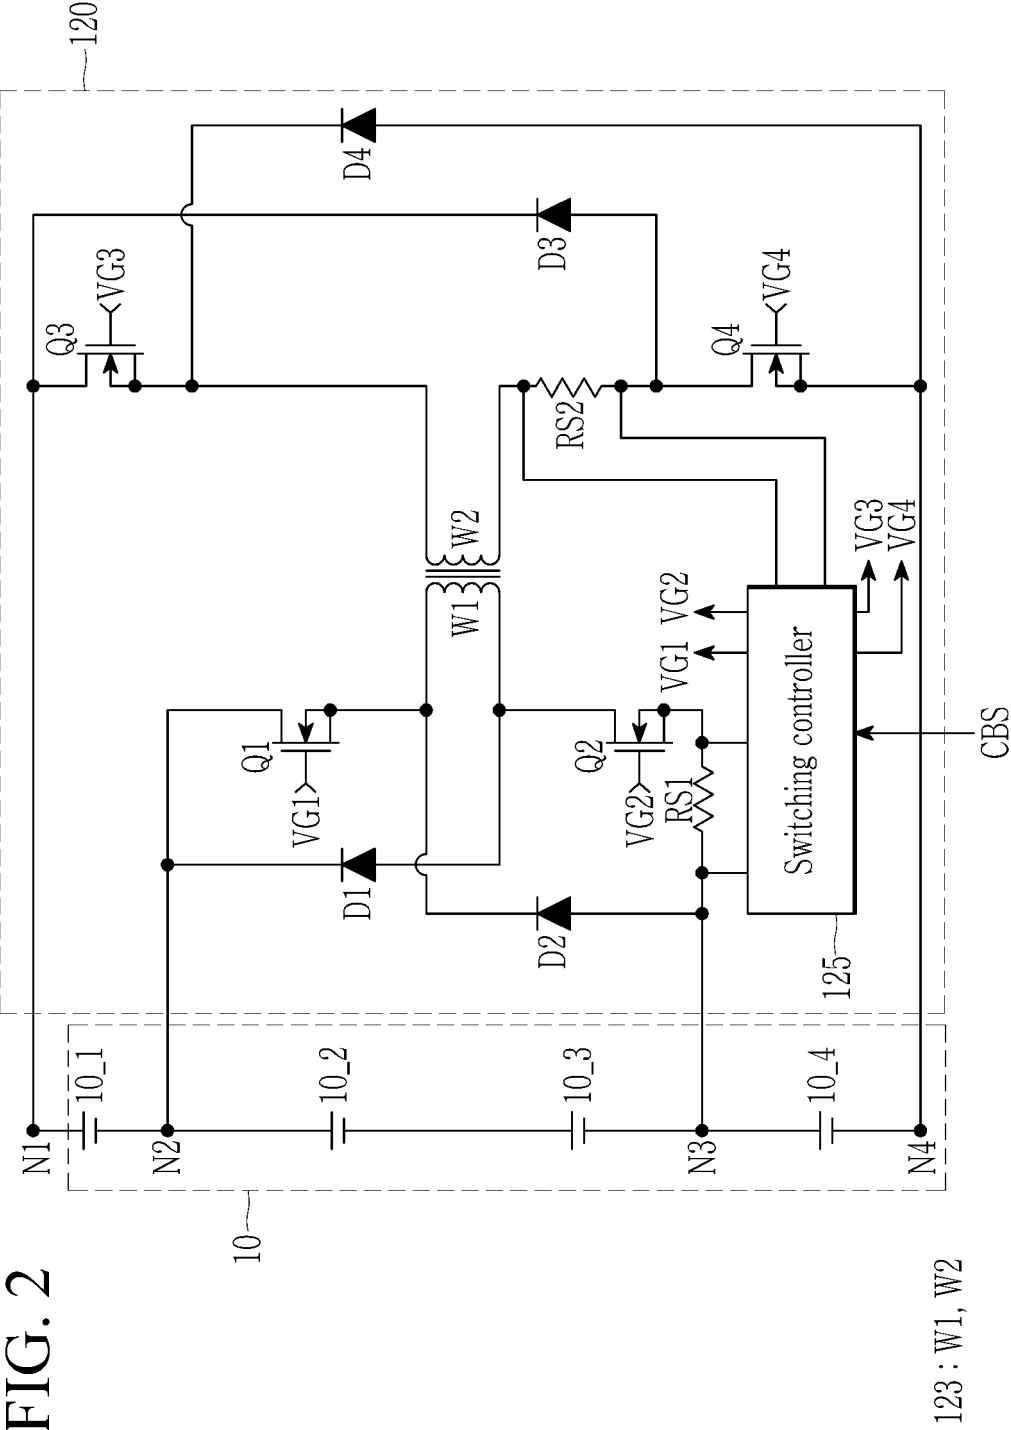 FIG. 2
120
10
N1
10_1
N2
10_2
10_3
N3
10_4
N4
Q1
VG1
D1
D2
Q2
VG2
RS1
W1
W2
Q3
VG3
D4
D3
RS2
Q4
VG4
VG1
VG2
VG3
VG4
Switching controller
125
CBS
123 : W1, W2